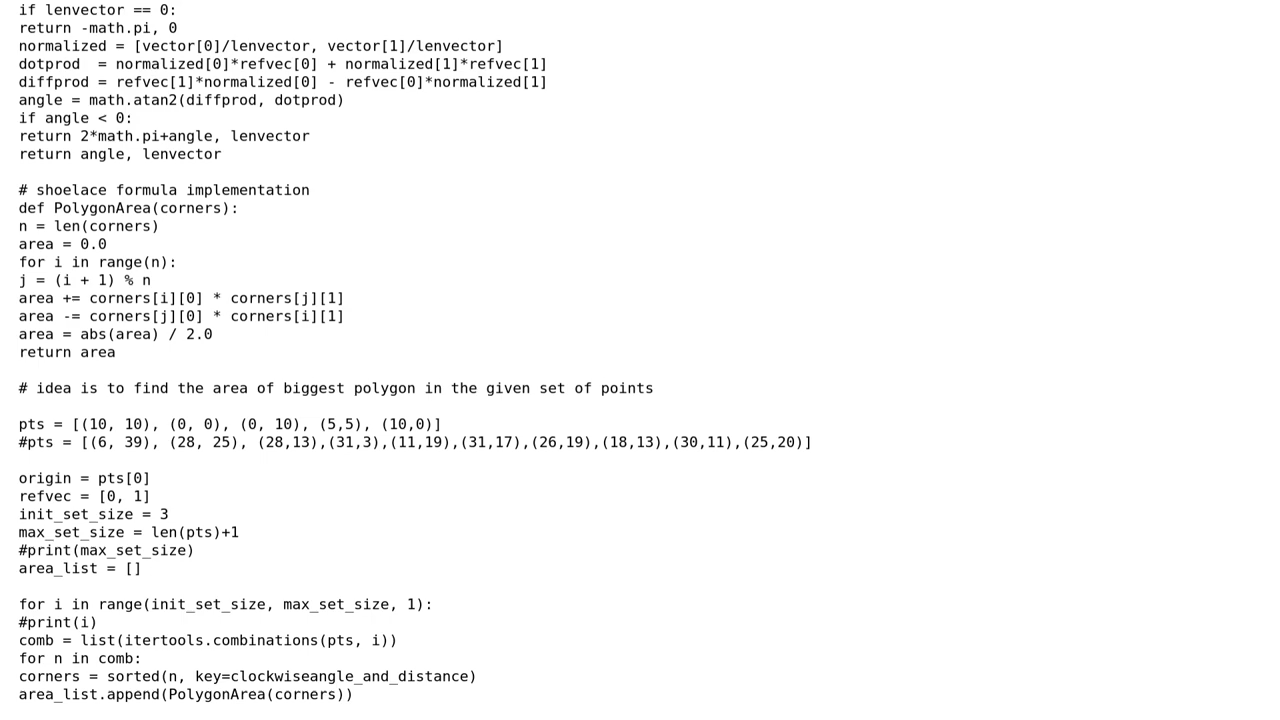 if lenvector == 0:
return -math.pi, 0
normalized = [vector[0]/lenvector, vector[1]/lenvector]
dotprod  = normalized[0]*refvec[0] + normalized[1]*refvec[1]
diffprod = refvec[1]*normalized[0] - refvec[0]*normalized[1]
angle = math.atan2(diffprod, dotprod)
if angle < 0:
return 2*math.pi+angle, lenvector
return angle, lenvector
# shoelace formula implementation
def PolygonArea(corners):
n = len(corners)
area = 0.0
for i in range(n):
j = (i + 1) % n
area += corners[i][0] * corners[j][1]
area -= corners[j][0] * corners[i][1]
area = abs(area) / 2.0
return area
# idea is to find the area of biggest polygon in the given set of points
pts = [(10, 10), (0, 0), (0, 10), (5,5), (10,0)]
#pts = [(6, 39), (28, 25), (28,13),(31,3),(11,19),(31,17),(26,19),(18,13),(30,11),(25,20)]
origin = pts[0]
refvec = [0, 1]
init_set_size = 3
max_set_size = len(pts)+1
#print(max_set_size)
area_list = []
for i in range(init_set_size, max_set_size, 1):
#print(i)
comb = list(itertools.combinations(pts, i))
for n in comb:
corners = sorted(n, key=clockwiseangle_and_distance)
area_list.append(PolygonArea(corners))